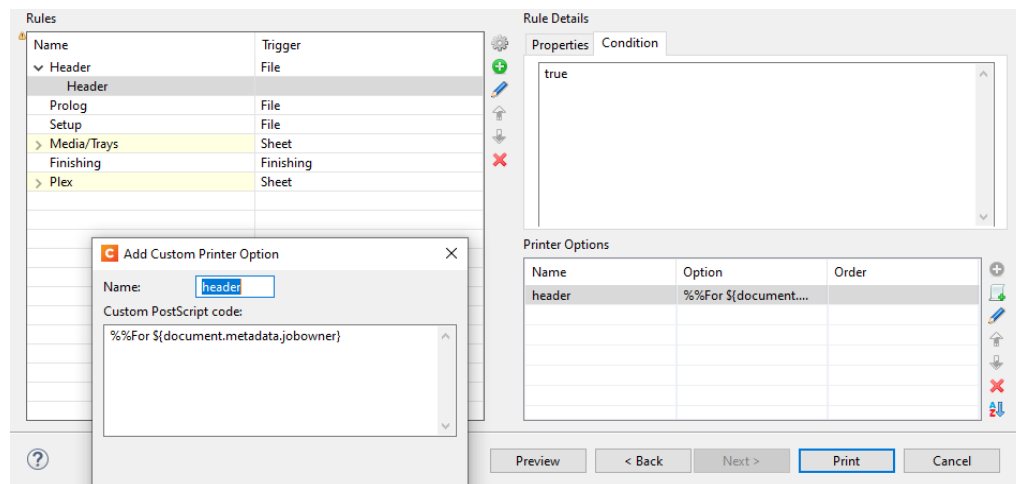 Rules
Name Trigger
Header File
Header
Prolog File
Setup File
Media/Trays Sheet
Finishing Finishing
Plex Sheet
Rule Details
Properties Condition
true
Printer Options
Name Option Order
header %%For ${document....
C Add Custom Printer Option
Name: header
Custom PostScript code:
%%For ${document.metadata.jobowner}
? Preview < Back Next > Print Cancel